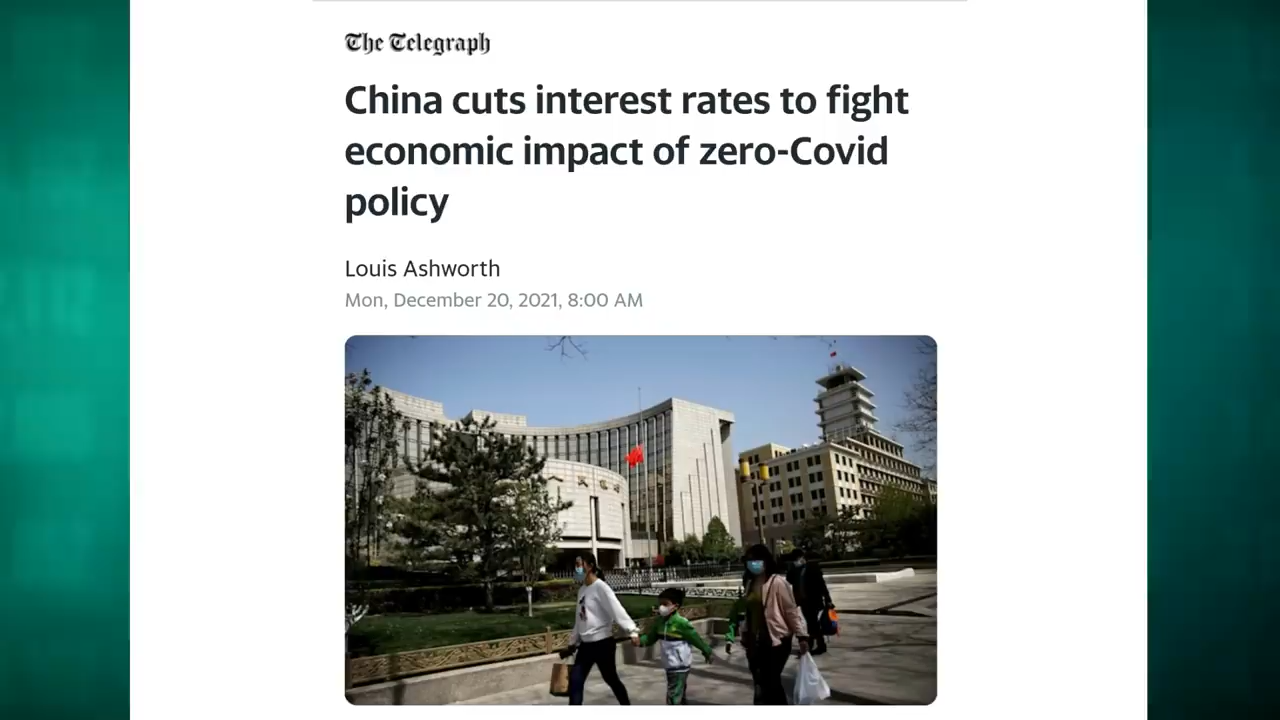 The Telegraph
China cuts interest rates to fight
economic impact of zero-Covid
policy
Louis Ashworth
Mon, December 20, 2021, 8:00 AM